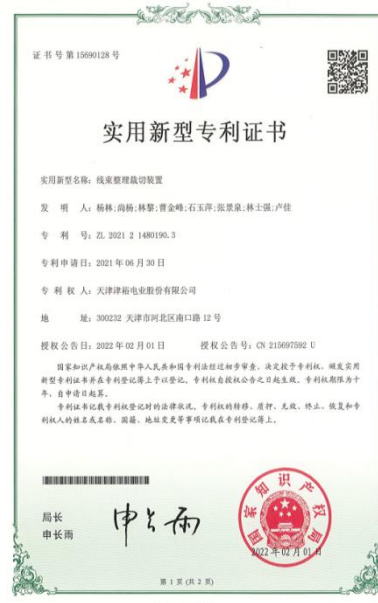 证书号第15690128号
实用新型专利证书
实用新型名称：线束整理裁切装置
发 明 人：杨林;尚杨;林黎;曹金峰;石玉萍;张景泉;林士强;卢佳
专 利 号：ZL 2021 2 1480190.3
专利申请日：2021年06月30日
专 利 权 人：天津津裕电业股份有限公司
地 址：300232 天津市河北区南口路12号
授权公告日：2022年02月01日 授权公告号：CN 215697592 U
国家知识产权局依照中华人民共和国专利法经过初步审查，决定授予专利权，颁发实用
新型专利证书并在专利登记簿上予以登记。专利权自授权公告之日起生效。专利权期限为十
年，自申请日起算。
专利证书记载专利权登记时的法律状况。专利权的转移、质押、无效、终止、恢复和专
利权人的姓名或名称、国籍、地址变更等事项记载在专利登记簿上。
局长
申长雨
申长雨
国家知识产权局
2022年02月01日
第 1 页 (共 2 页)